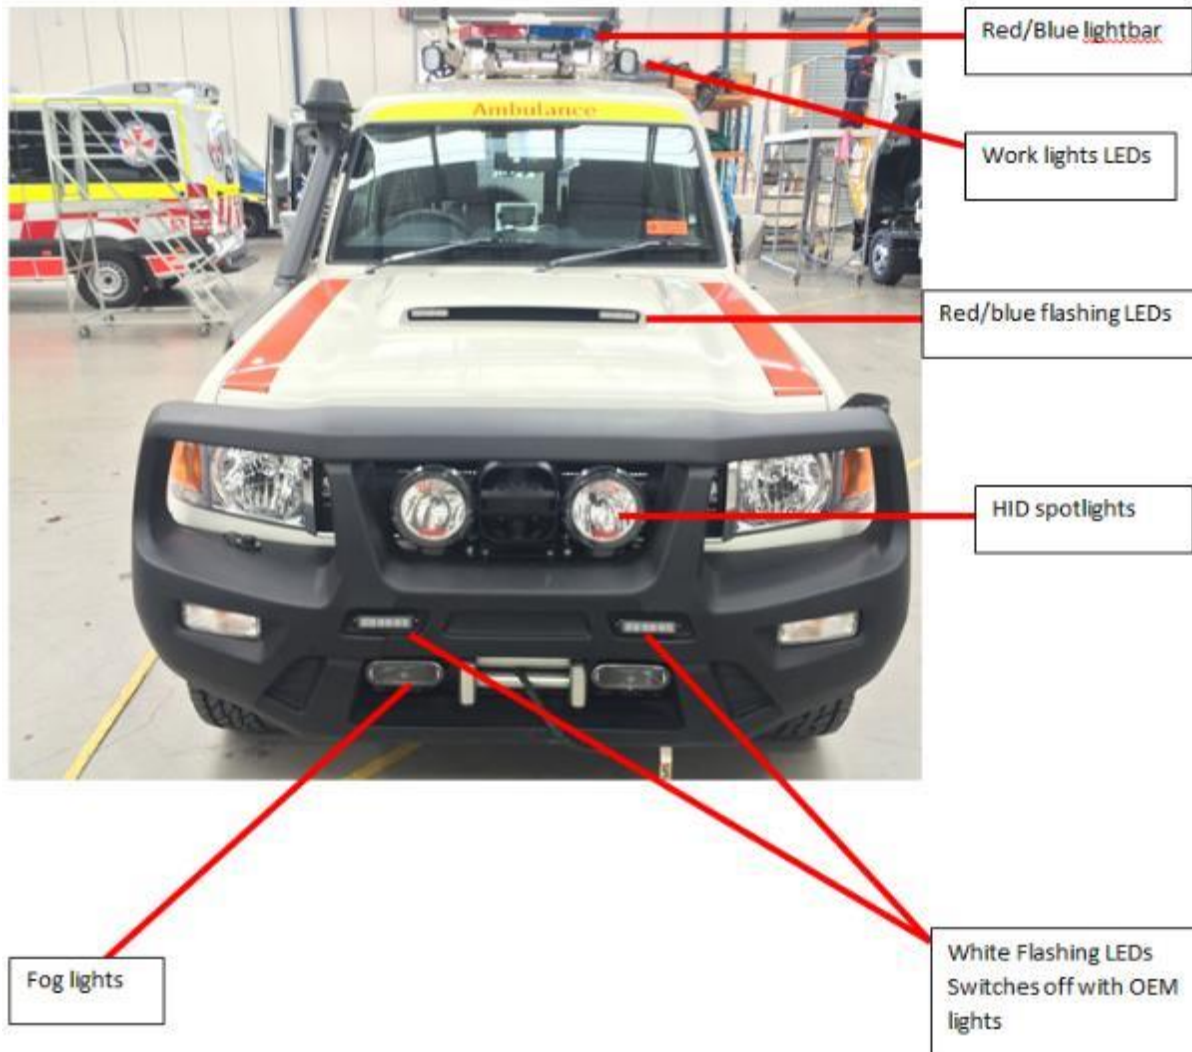 Red/Blue lightbar
Ambulance
Work lights LEDs
Red/blue flashing LEDs
HID spotlights
Fog lights
White Flashing LEDs
Switches off with OEM
lights